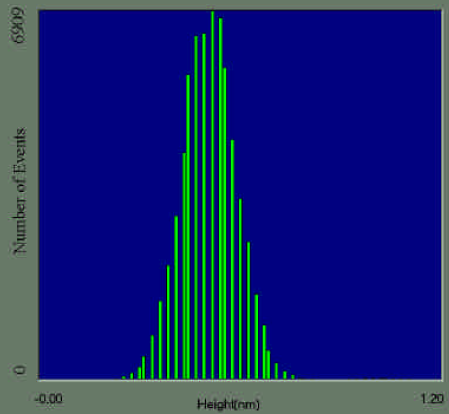 6909
Number of Events
0
-0.00
Height(nm)
1.20